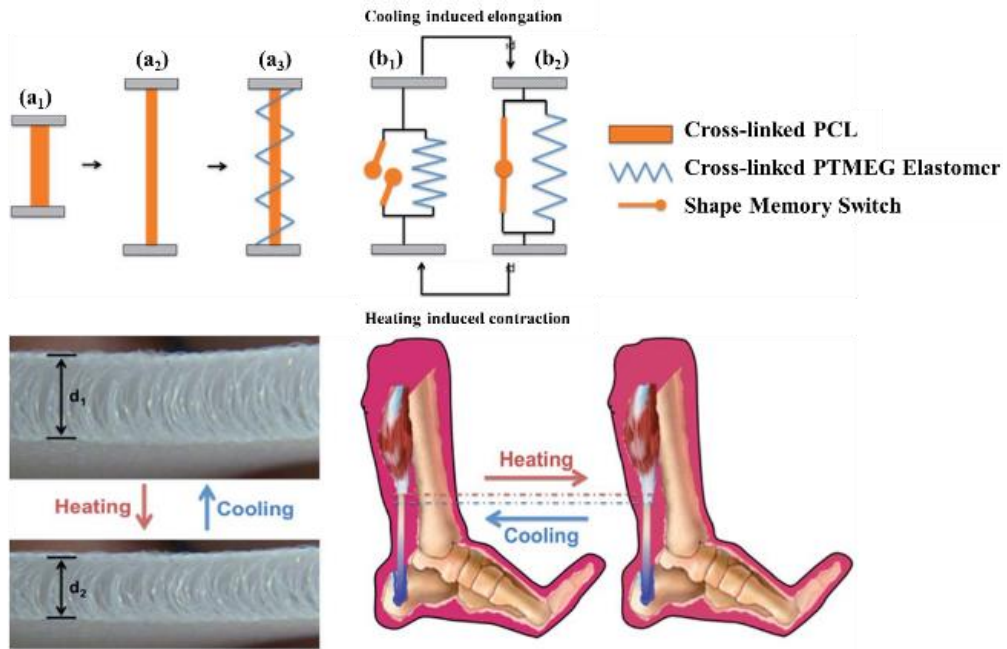 Cooling induced elongation
(a1)
(a2)
(a3)
(b1)
(b2)
Cross-linked PCL
Cross-linked PTMEG Elastomer
Shape Memory Switch
Heating induced contraction
d1
Heating
Cooling
d2
Heating
Cooling